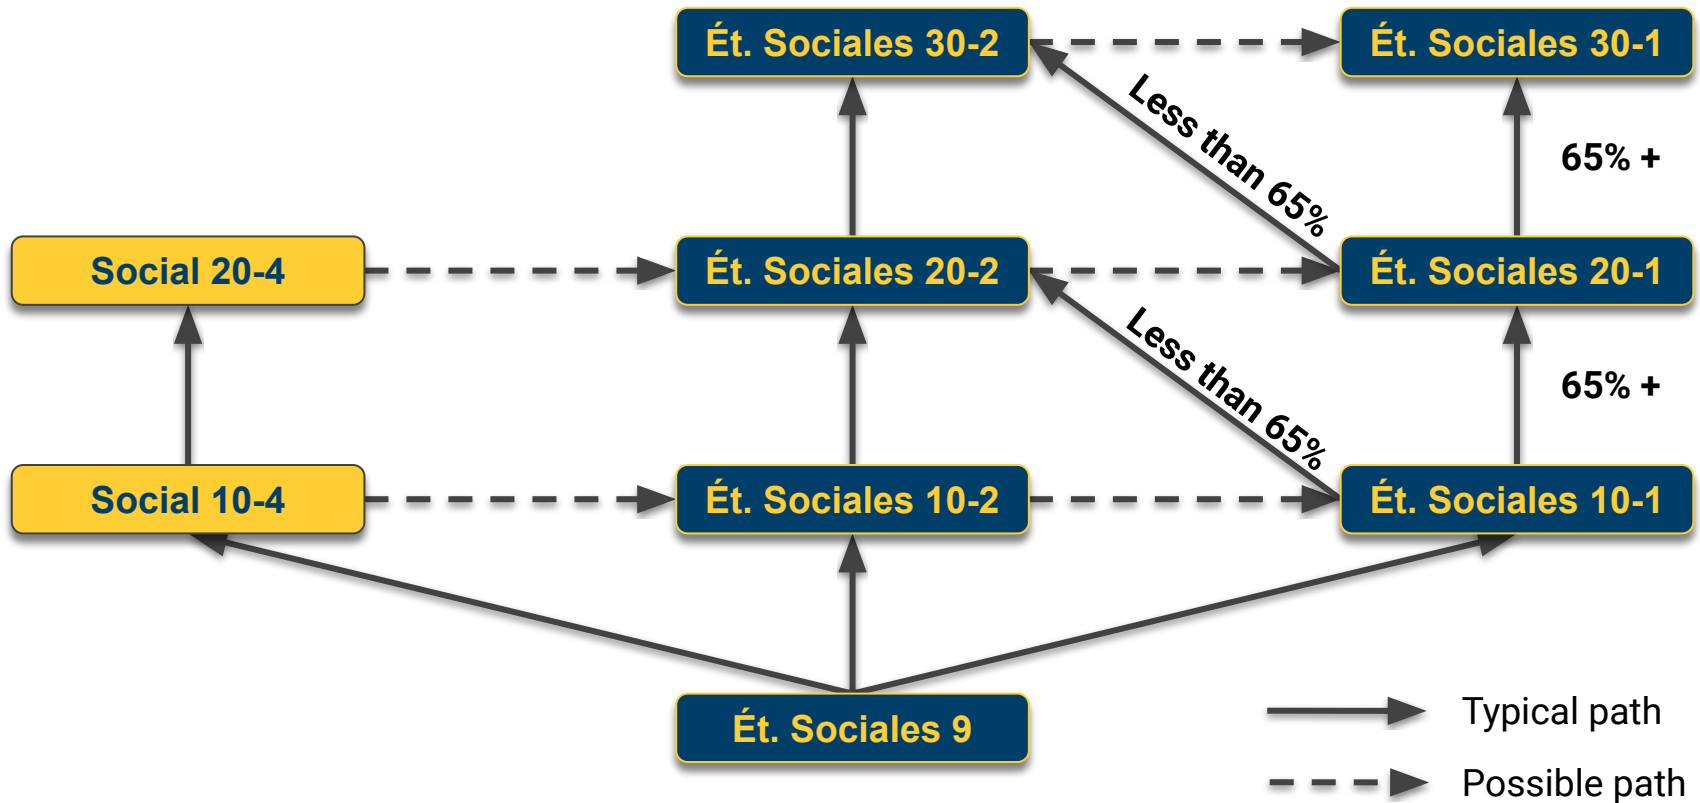 Ét. Sociales 30-2
Ét. Sociales 30-1
Less than 65%
65% +
Social 20-4
Ét. Sociales 20-2
Ét. Sociales 20-1
Less than 65%
65% +
Social 10-4
Ét. Sociales 10-2
Ét. Sociales 10-1
Ét. Sociales 9
Typical path
Possible path